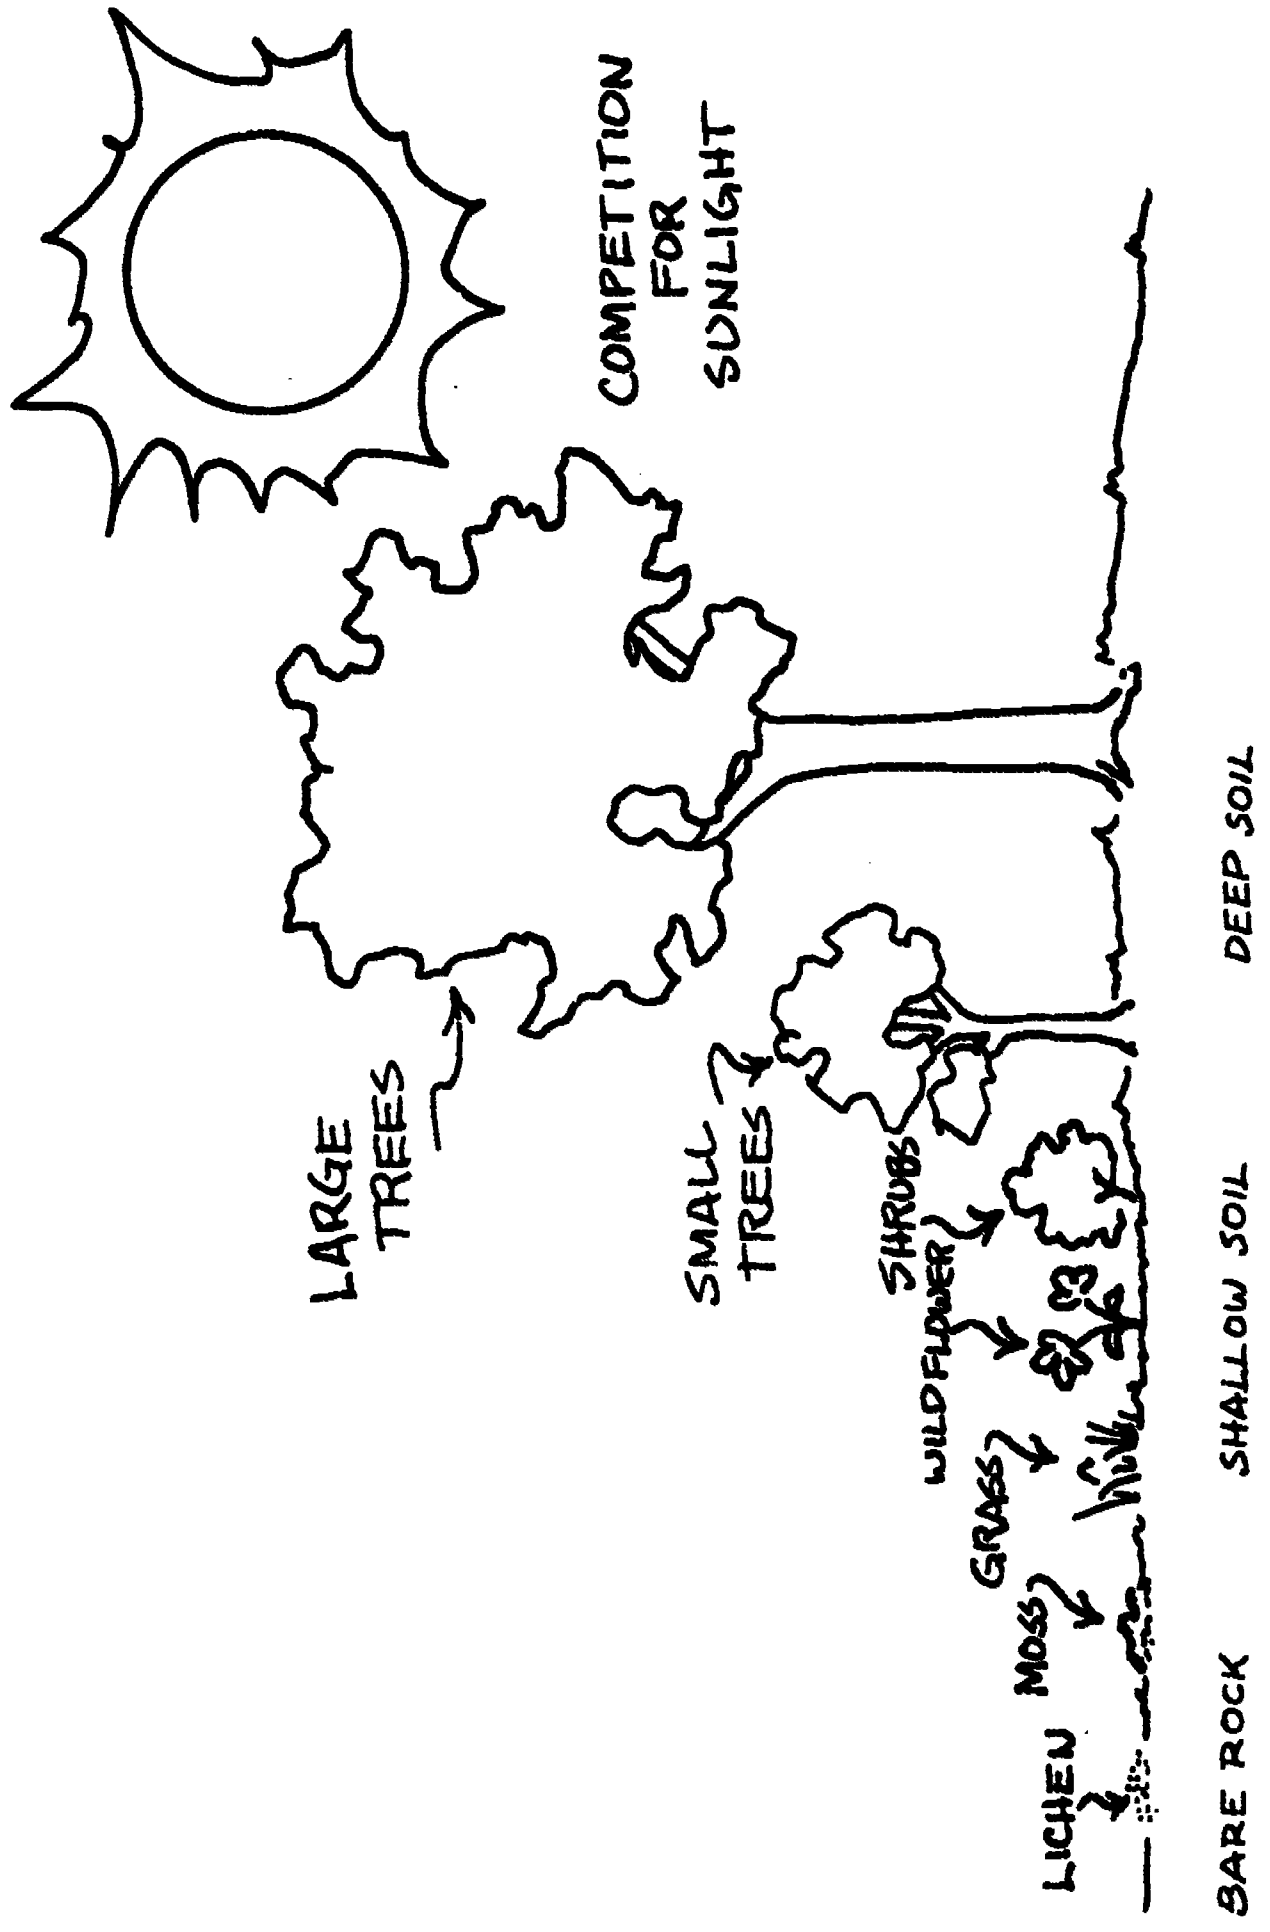 COMPETITION
FOR
SUNLIGHT
LARGE
TREES
SMALL
TREES
SHRUBS
WILDFLOWER
GRASS
MOSS
LICHEN
BARE ROCK
SHALLOW SOIL
DEEP SOIL